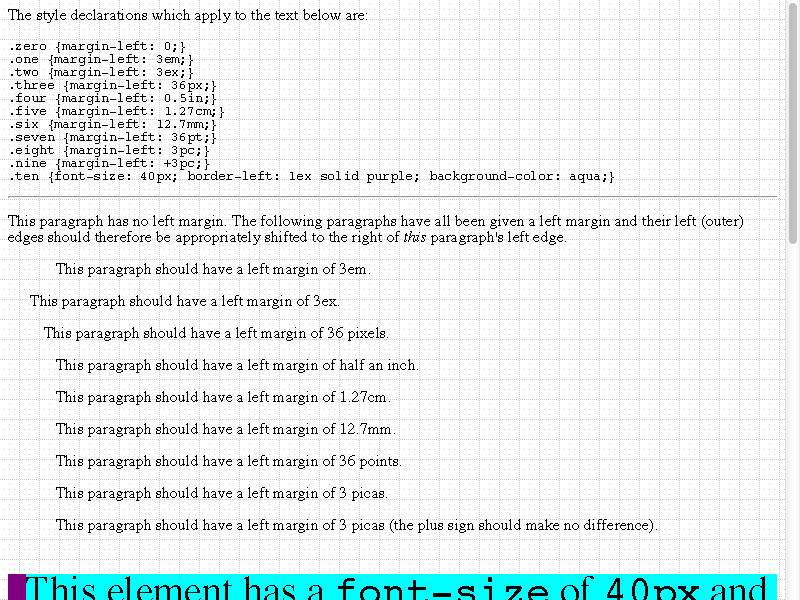 The style declarations which apply to the text below are:
.zero {margin-left: 0;}
.one {margin-left: 3em;}
.two {margin-left: 3ex;}
.three {margin-left: 36px;}
.four {margin-left: 0.5in;}
.five {margin-left: 1.27cm;}
.six {margin-left: 12.7mm;}
.seven {margin-left: 36pt;}
.eight {margin-left: 3pc;}
.nine {margin-left: +3pc;}
.ten {font-size: 40px; border-left: 1ex solid purple; background-color: aqua;}
This paragraph has no left margin. The following paragraphs have all been given a left margin and their left (outer)
edges should therefore be appropriately shifted to the right of this paragraph's left edge.
This paragraph should have a left margin of 3em.
This paragraph should have a left margin of 3ex.
This paragraph should have a left margin of 36 pixels.
This paragraph should have a left margin of half an inch.
This paragraph should have a left margin of 1.27cm.
This paragraph should have a left margin of 12.7mm.
This paragraph should have a left margin of 36 points.
This paragraph should have a left margin of 3 picas.
This paragraph should have a left margin of 3 picas (the plus sign should make no difference).
This element has a font-size of 40px and